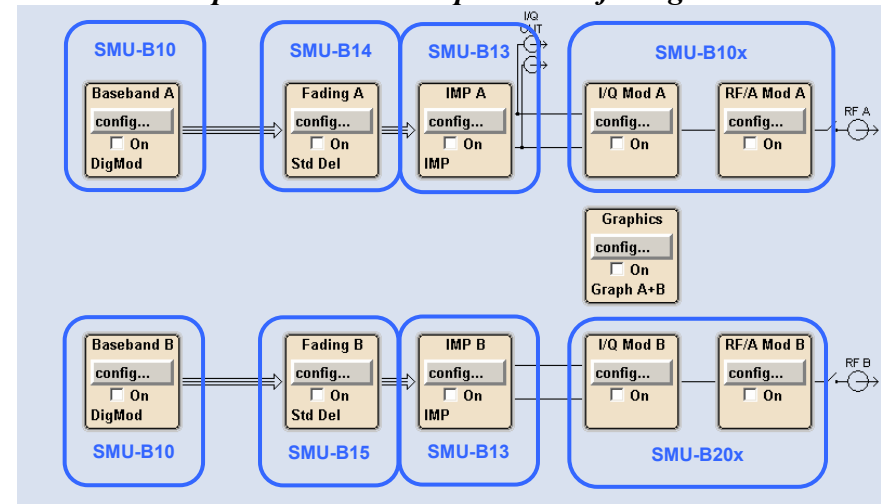 I/Q
OUT
SMU-B10
SMU-B14
SMU-B13
SMU-B10x
Baseband A
config...
On
DigMod
Fading A
config...
On
Std Del
IMP A
config...
On
IMP
I/Q Mod A
config...
On
RF/A Mod A
config...
On
RF A
Graphics
config...
On
Graph A+B
Baseband B
config...
On
DigMod
Fading B
config...
On
Std Del
IMP B
config...
On
IMP
I/Q Mod B
config...
On
RF/A Mod B
config...
On
RF B
SMU-B10
SMU-B15
SMU-B13
SMU-B20x